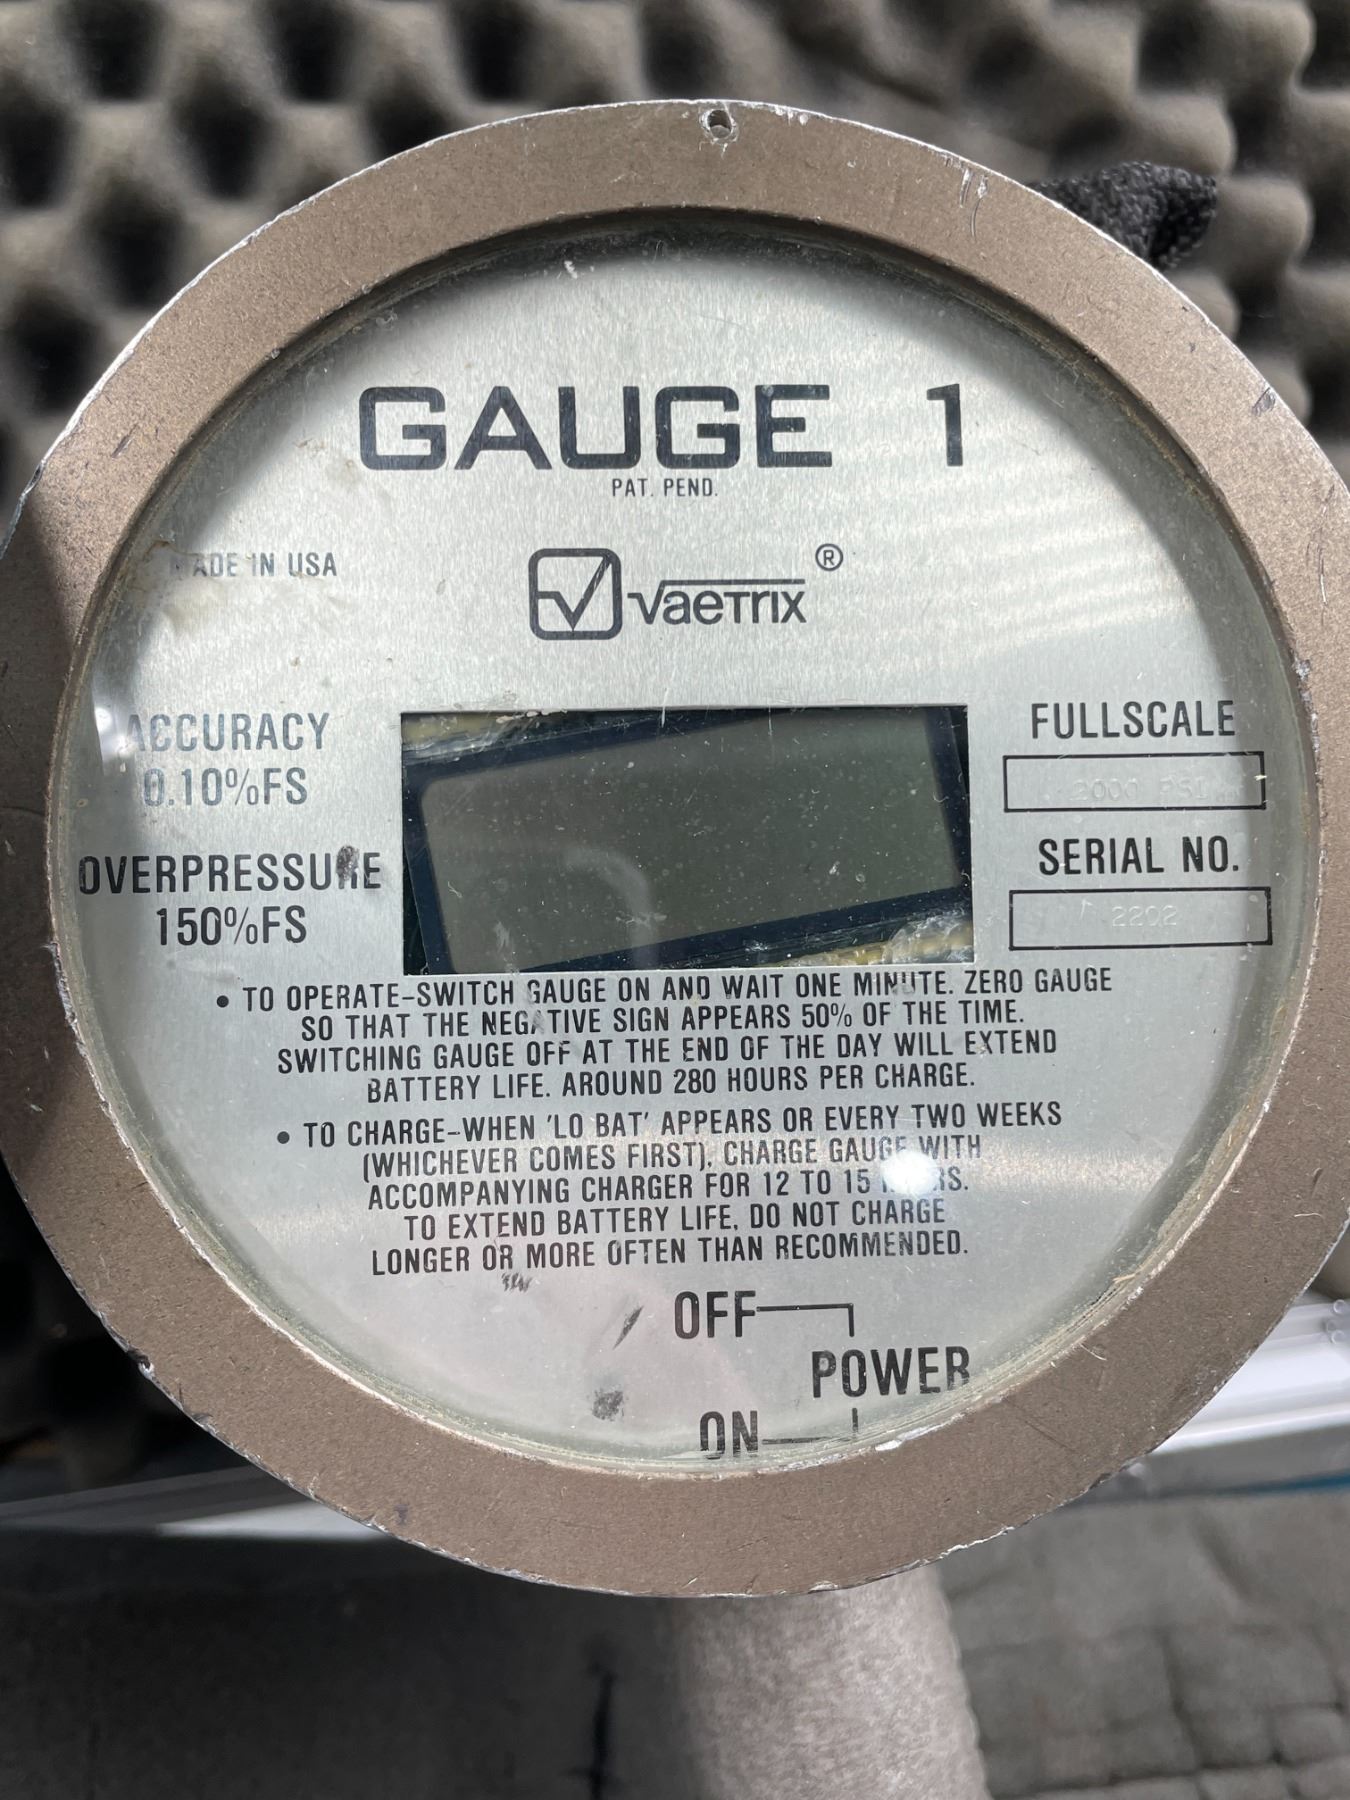 GAUGE 1
PAT. PEND.
MADE IN USA
vaeTrix ®
ACCURACY
0.10%FS
OVERPRESSURE
150%FS
FULLSCALE
2000 PSI
SERIAL NO.
2202
• TO OPERATE-SWITCH GAUGE ON AND WAIT ONE MINUTE. ZERO GAUGE
SO THAT THE NEGATIVE SIGN APPEARS 50% OF THE TIME.
SWITCHING GAUGE OFF AT THE END OF THE DAY WILL EXTEND
BATTERY LIFE. AROUND 280 HOURS PER CHARGE.
• TO CHARGE-WHEN 'LO BAT' APPEARS OR EVERY TWO WEEKS
(WHICHEVER COMES FIRST), CHARGE GAUGE WITH
ACCOMPANYING CHARGER FOR 12 TO 15 HOURS.
TO EXTEND BATTERY LIFE, DO NOT CHARGE
LONGER OR MORE OFTEN THAN RECOMMENDED.
OFF
POWER
ON